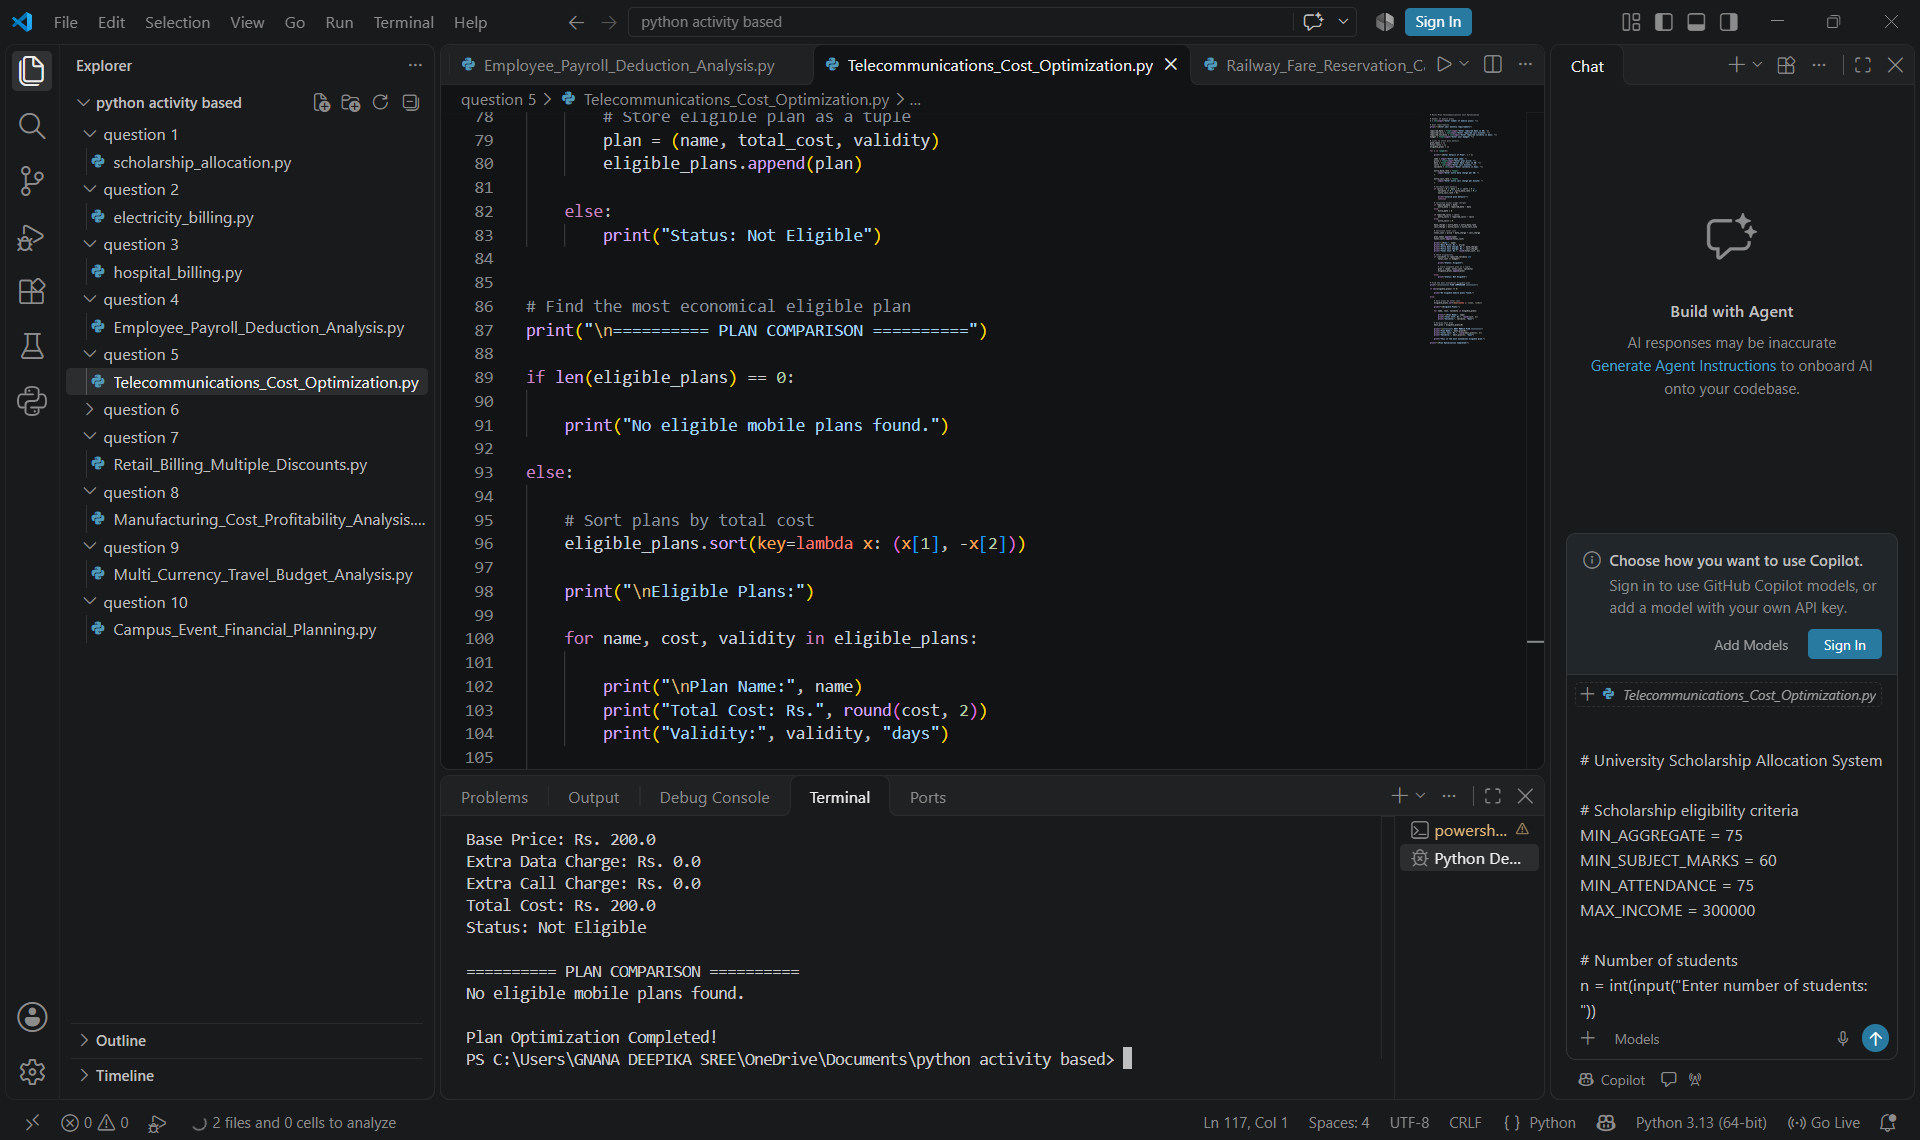 File Edit Selection View Go Run Terminal Help
python activity based
Sign In
Explorer
python activity based
question 1
scholarship_allocation.py
question 2
electricity_billing.py
question 3
hospital_billing.py
question 4
Employee_Payroll_Deduction_Analysis.py
question 5
Telecommunications_Cost_Optimization.py
question 6
question 7
Retail_Billing_Multiple_Discounts.py
question 8
Manufacturing_Cost_Profitability_Analysis....
question 9
Multi_Currency_Travel_Budget_Analysis.py
question 10
Campus_Event_Financial_Planning.py
Outline
Timeline
Employee_Payroll_Deduction_Analysis.py
Telecommunications_Cost_Optimization.py
Railway_Fare_Reservation_C
question 5 > Telecommunications_Cost_Optimization.py > ...
78 # Store eligible plan as a tuple
79 plan = (name, total_cost, validity)
80 eligible_plans.append(plan)
81
82 else:
83 print("Status: Not Eligible")
84
85
86 # Find the most economical eligible plan
87 print("\n========== PLAN COMPARISON ==========")
88
89 if len(eligible_plans) == 0:
90
91 print("No eligible mobile plans found.")
92
93 else:
94
95 # Sort plans by total cost
96 eligible_plans.sort(key=lambda x: (x[1], -x[2]))
97
98 print("\nEligible Plans:")
99
100 for name, cost, validity in eligible_plans:
101
102 print("\nPlan Name:", name)
103 print("Total Cost: Rs.", round(cost, 2))
104 print("Validity:", validity, "days")
105
Problems Output Debug Console Terminal Ports
Base Price: Rs. 200.0
Extra Data Charge: Rs. 0.0
Extra Call Charge: Rs. 0.0
Total Cost: Rs. 200.0
Status: Not Eligible
========== PLAN COMPARISON ==========
No eligible mobile plans found.
Plan Optimization Completed!
PS C:\Users\GNANA DEEPIKA SREE\OneDrive\Documents\python activity based>
powersh...
Python De...
Chat
Build with Agent
AI responses may be inaccurate
Generate Agent Instructions to onboard AI
onto your codebase.
Choose how you want to use Copilot.
Sign in to use GitHub Copilot models, or
add a model with your own API key.
Add Models Sign In
Telecommunications_Cost_Optimization.py
# University Scholarship Allocation System
# Scholarship eligibility criteria
MIN_AGGREGATE = 75
MIN_SUBJECT_MARKS = 60
MIN_ATTENDANCE = 75
MAX_INCOME = 300000
# Number of students
n = int(input("Enter number of students:
"))
Models
Copilot
0 0 2 files and 0 cells to analyze
Ln 117, Col 1 Spaces: 4 UTF-8 CRLF { } Python Python 3.13 (64-bit) Go Live